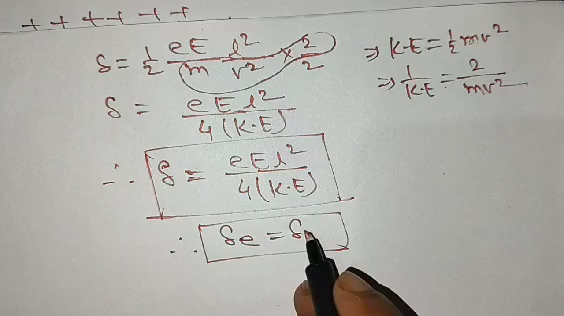 + + + + + +
δ = 1/2 eE/m l²/v² × 2/2
⇒ K·E = 1/2 mv²
⇒ 1/K·E = 2/mv²
δ = eEl²/4(K·E)
∴ δ = eEl²/4(K·E)
∴ δe = δ